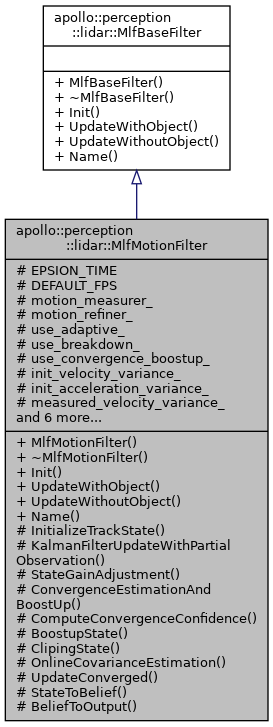 apollo::perception
::lidar::MlfBaseFilter
+ MlfBaseFilter()
+ ~MlfBaseFilter()
+ Init()
+ UpdateWithObject()
+ UpdateWithoutObject()
+ Name()
apollo::perception
::lidar::MlfMotionFilter
# EPSION_TIME
# DEFAULT_FPS
# motion_measurer_
# motion_refiner_
# use_adaptive_
# use_breakdown_
# use_convergence_boostup_
# init_velocity_variance_
# init_acceleration_variance_
# measured_velocity_variance_
and 6 more...
+ MlfMotionFilter()
+ ~MlfMotionFilter()
+ Init()
+ UpdateWithObject()
+ UpdateWithoutObject()
+ Name()
# InitializeTrackState()
# KalmanFilterUpdateWithPartial
Observation()
# StateGainAdjustment()
# ConvergenceEstimationAnd
BoostUp()
# ComputeConvergenceConfidence()
# BoostupState()
# ClipingState()
# OnlineCovarianceEstimation()
# UpdateConverged()
# StateToBelief()
# BeliefToOutput()